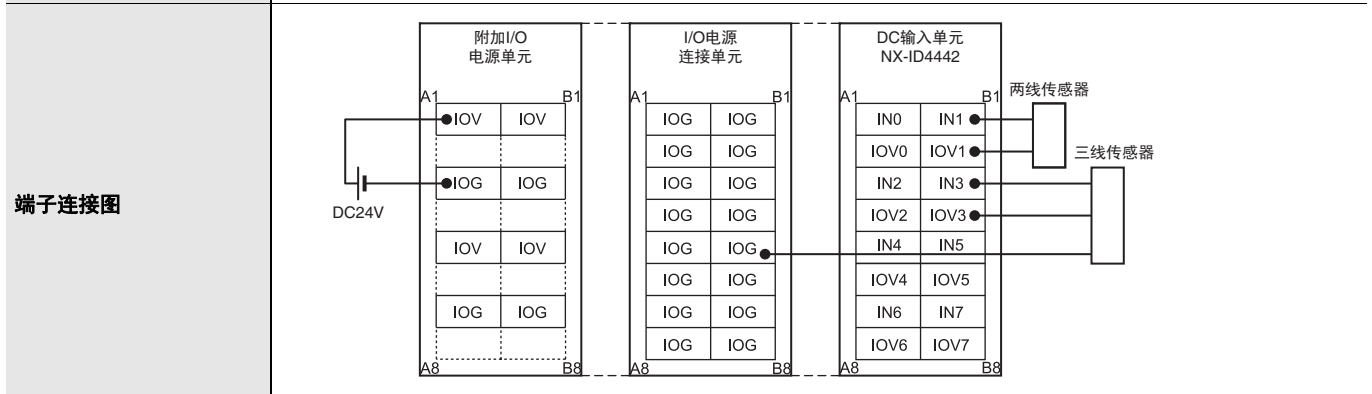 端子连接图
附加I/O
电源单元
A1 B1
IOV IOV
IOG IOG
IOV IOV
IOG IOG
A8 B8
DC24V
I/O电源
连接单元
A1 B1
IOG IOG
IOG IOG
IOG IOG
IOG IOG
IOG IOG
IOG IOG
IOG IOG
IOG IOG
A8 B8
DC输入单元
NX-ID4442
A1 B1
IN0 IN1
IOV0 IOV1
IN2 IN3
IOV2 IOV3
IN4 IN5
IOV4 IOV5
IN6 IN7
IOV6 IOV7
A8 B8
两线传感器
三线传感器